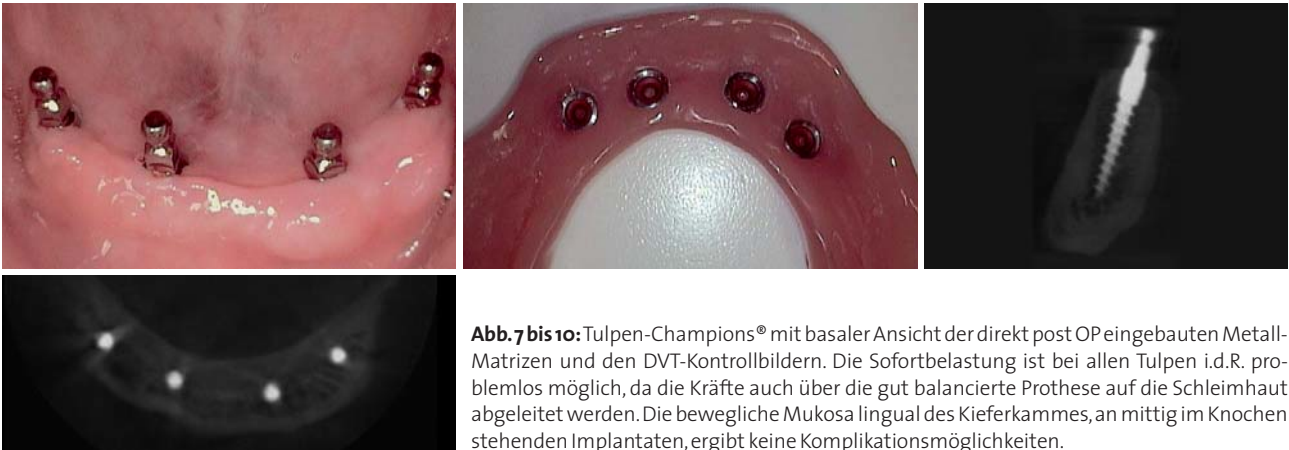 Abb. 7 bis 10: Tulpen-Champions® mit basaler Ansicht der direkt post OP eingebauten Metall-
Matrizen und den DVT-Kontrollbildern. Die Sofortbelastung ist bei allen Tulpen i.d.R. pro-
blemlos möglich, da die Kräfte auch über die gut balancierte Prothese auf die Schleimhaut
abgeleitet werden. Die bewegliche Mukosa lingual des Kieferkammes, an mittig im Knochen
stehenden Implantaten, ergibt keine Komplikationsmöglichkeiten.